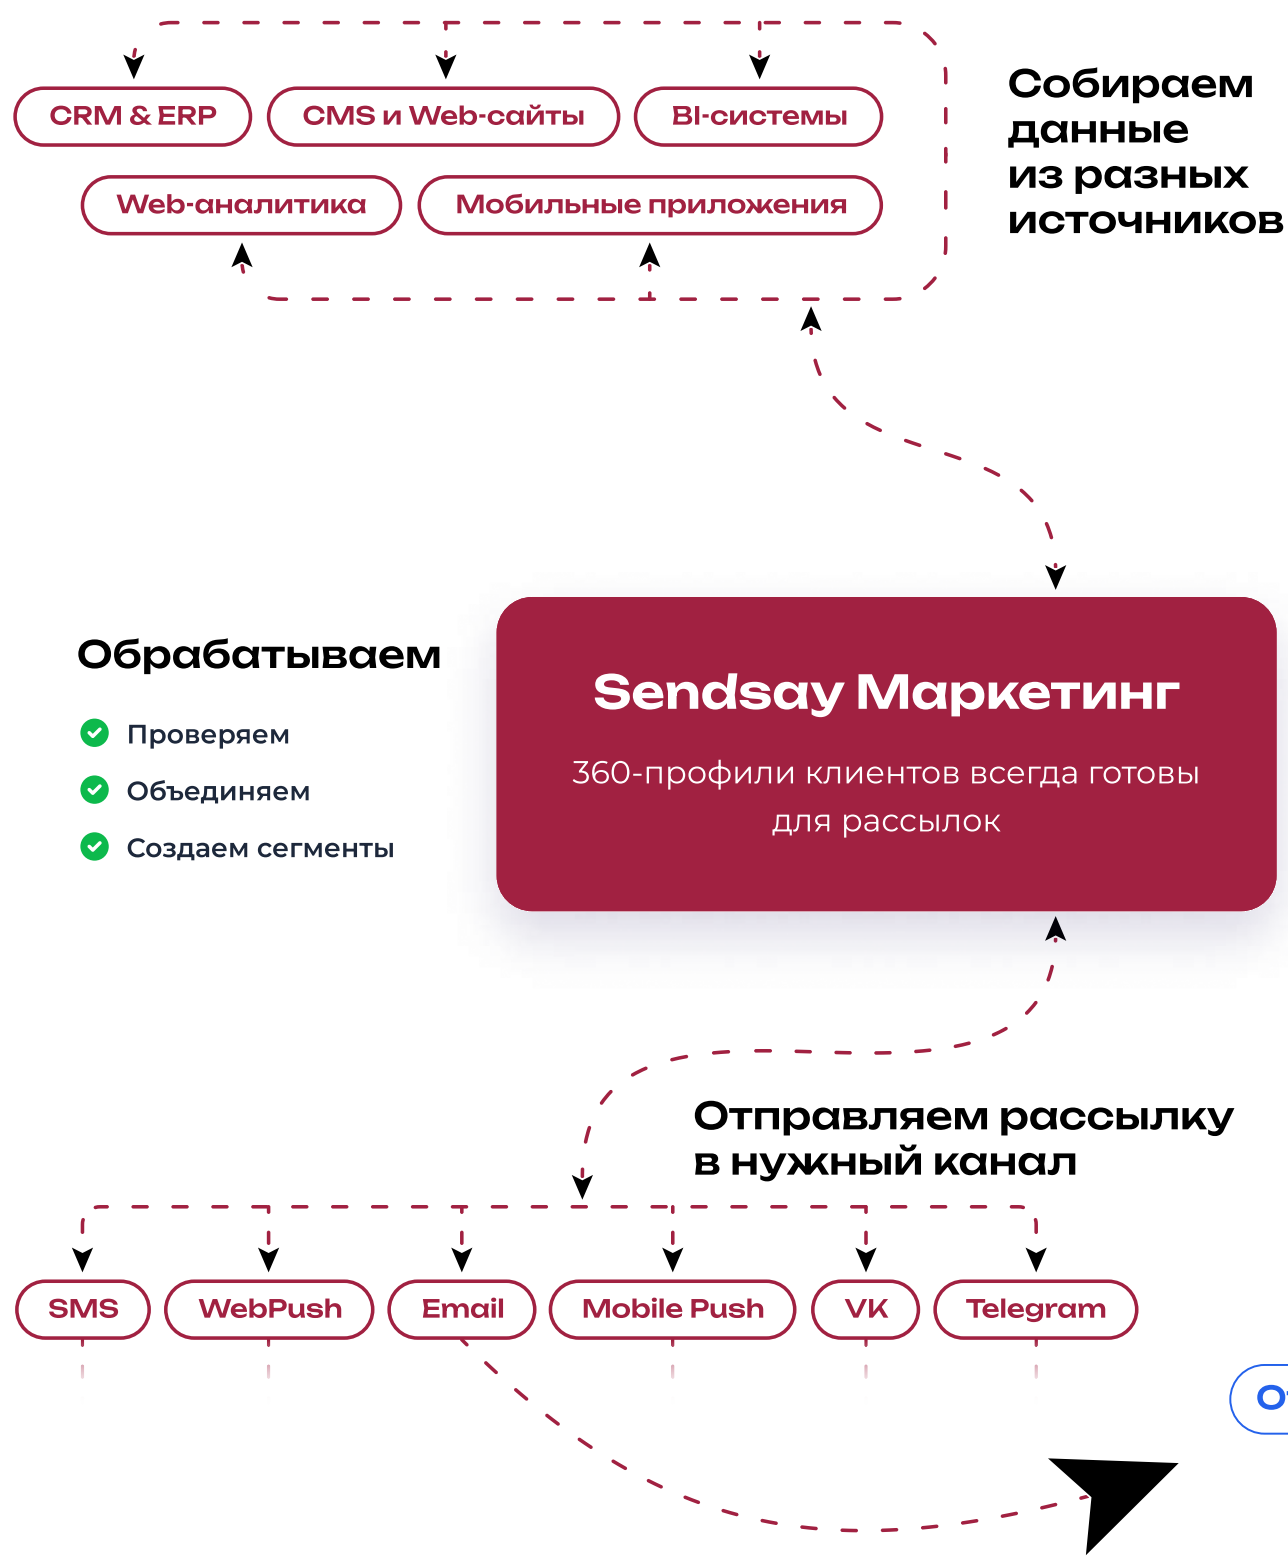 CRM & ERP
CMS и Web-сайты
BI-системы
Web-аналитика
Мобильные приложения
Собираем
данные
из разных
источников
Обрабатываем
Проверяем
Объединяем
Создаем сегменты
Sendsay Маркетинг
360-профили клиентов всегда готовы
для рассылок
Отправляем рассылку
в нужный канал
SMS
WebPush
Email
Mobile Push
VK
Telegram